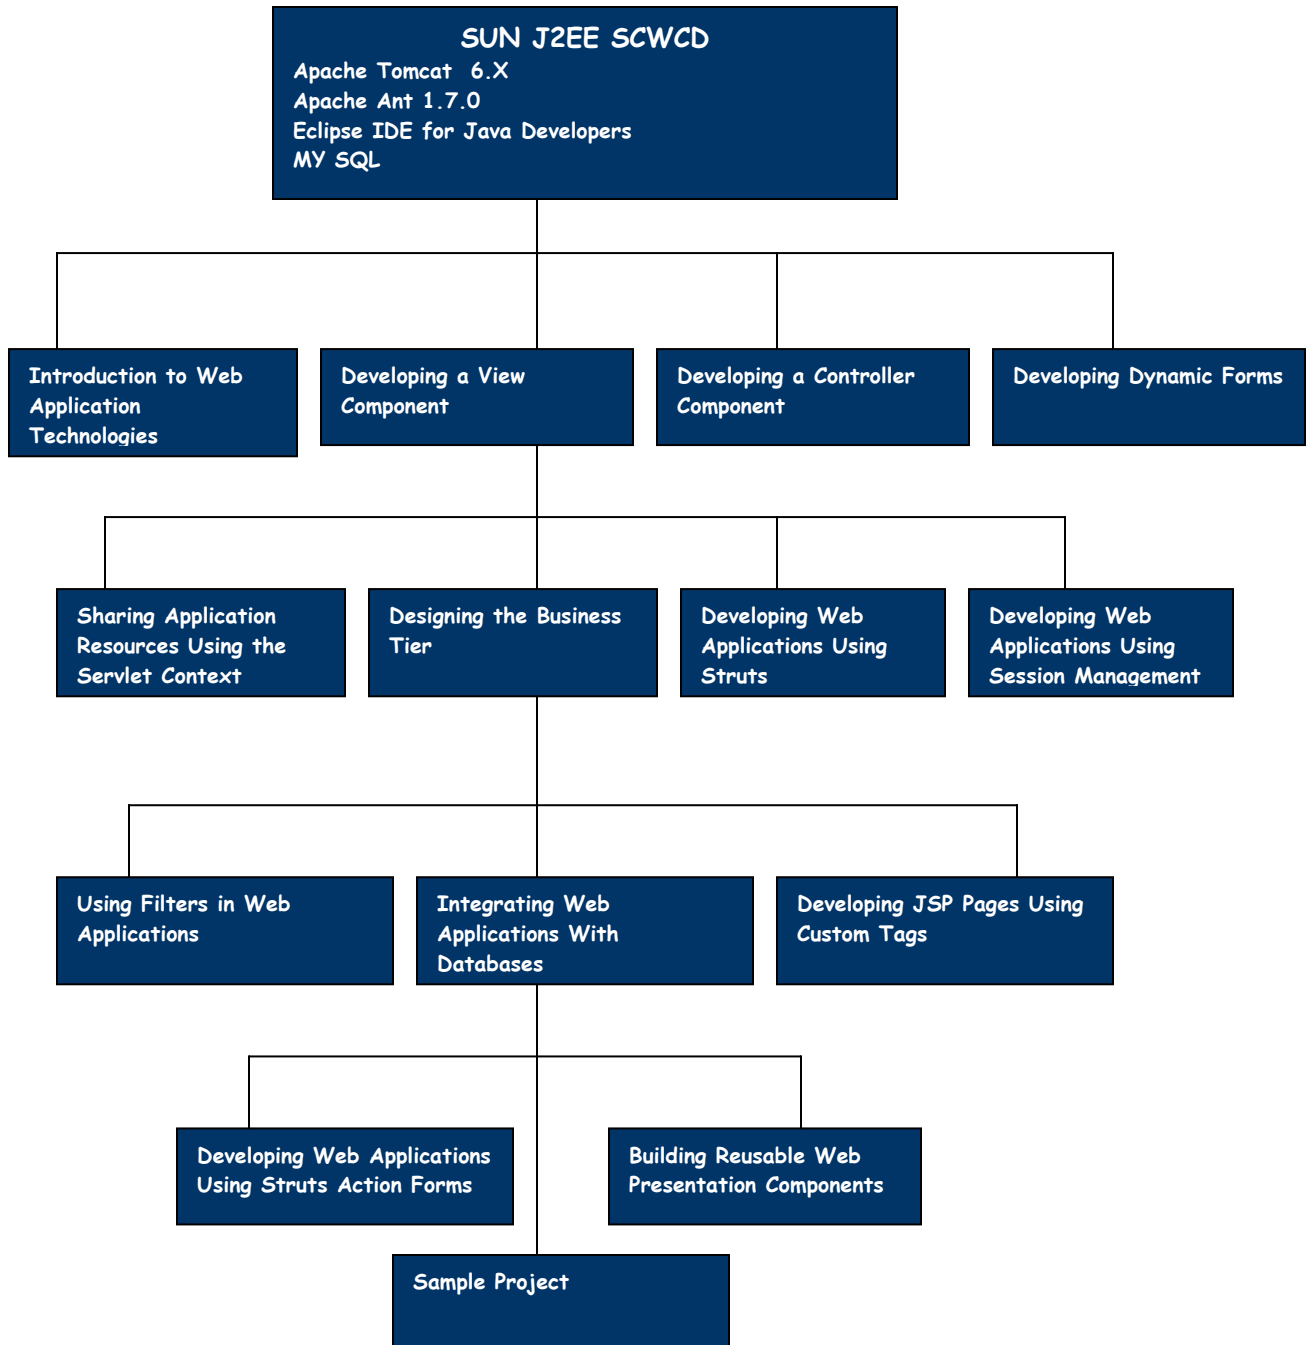 SUN J2EE SCWCD
Apache Tomcat 6.X
Apache Ant 1.7.0
Eclipse IDE for Java Developers
MY SQL
Introduction to Web
Application
Technologies
Developing a View
Component
Developing a Controller
Component
Developing Dynamic Forms
Sharing Application
Resources Using the
Servlet Context
Designing the Business
Tier
Developing Web
Applications Using
Struts
Developing Web
Applications Using
Session Management
Using Filters in Web
Applications
Integrating Web
Applications With
Databases
Developing JSP Pages Using
Custom Tags
Developing Web Applications
Using Struts Action Forms
Building Reusable Web
Presentation Components
Sample Project